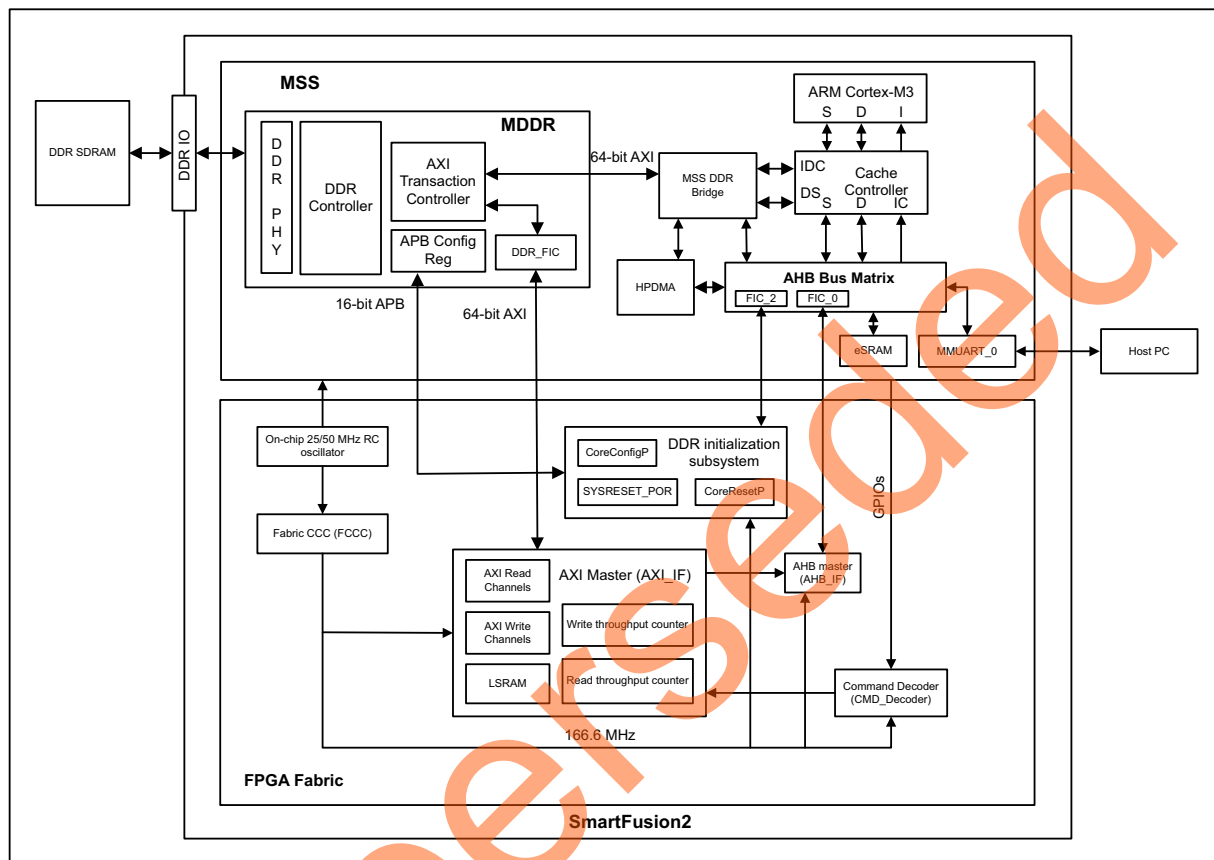 MSS
ARM Cortex-M3
S D I
MDDR
DDR SDRAM
DDR IO
DDR PHY
DDR
Controller
AXI
Transaction
Controller
64-bit AXI
MSS DDR
Bridge
IDC
Cache
Controller
DS
S D IC
APB Config
Reg
DDR_FIC
HPDMA
AHB Bus Matrix
FIC_2
FIC_0
16-bit APB
64-bit AXI
eSRAM
MMUART_0
Host PC
On-chip 25/50 MHz RC
oscillator
DDR initialization
subsystem
CoreConfigP
SYSRESET_POR
CoreResetP
GPIOs
Fabric CCC (FCCC)
AXI Read
Channels
AXI Master (AXI_IF)
AHB master
(AHB_IF)
AXI Write
Channels
Write throughput counter
LSRAM
Read throughput counter
Command Decoder
(CMD_Decoder)
166.6 MHz
FPGA Fabric
SmartFusion2
perseded